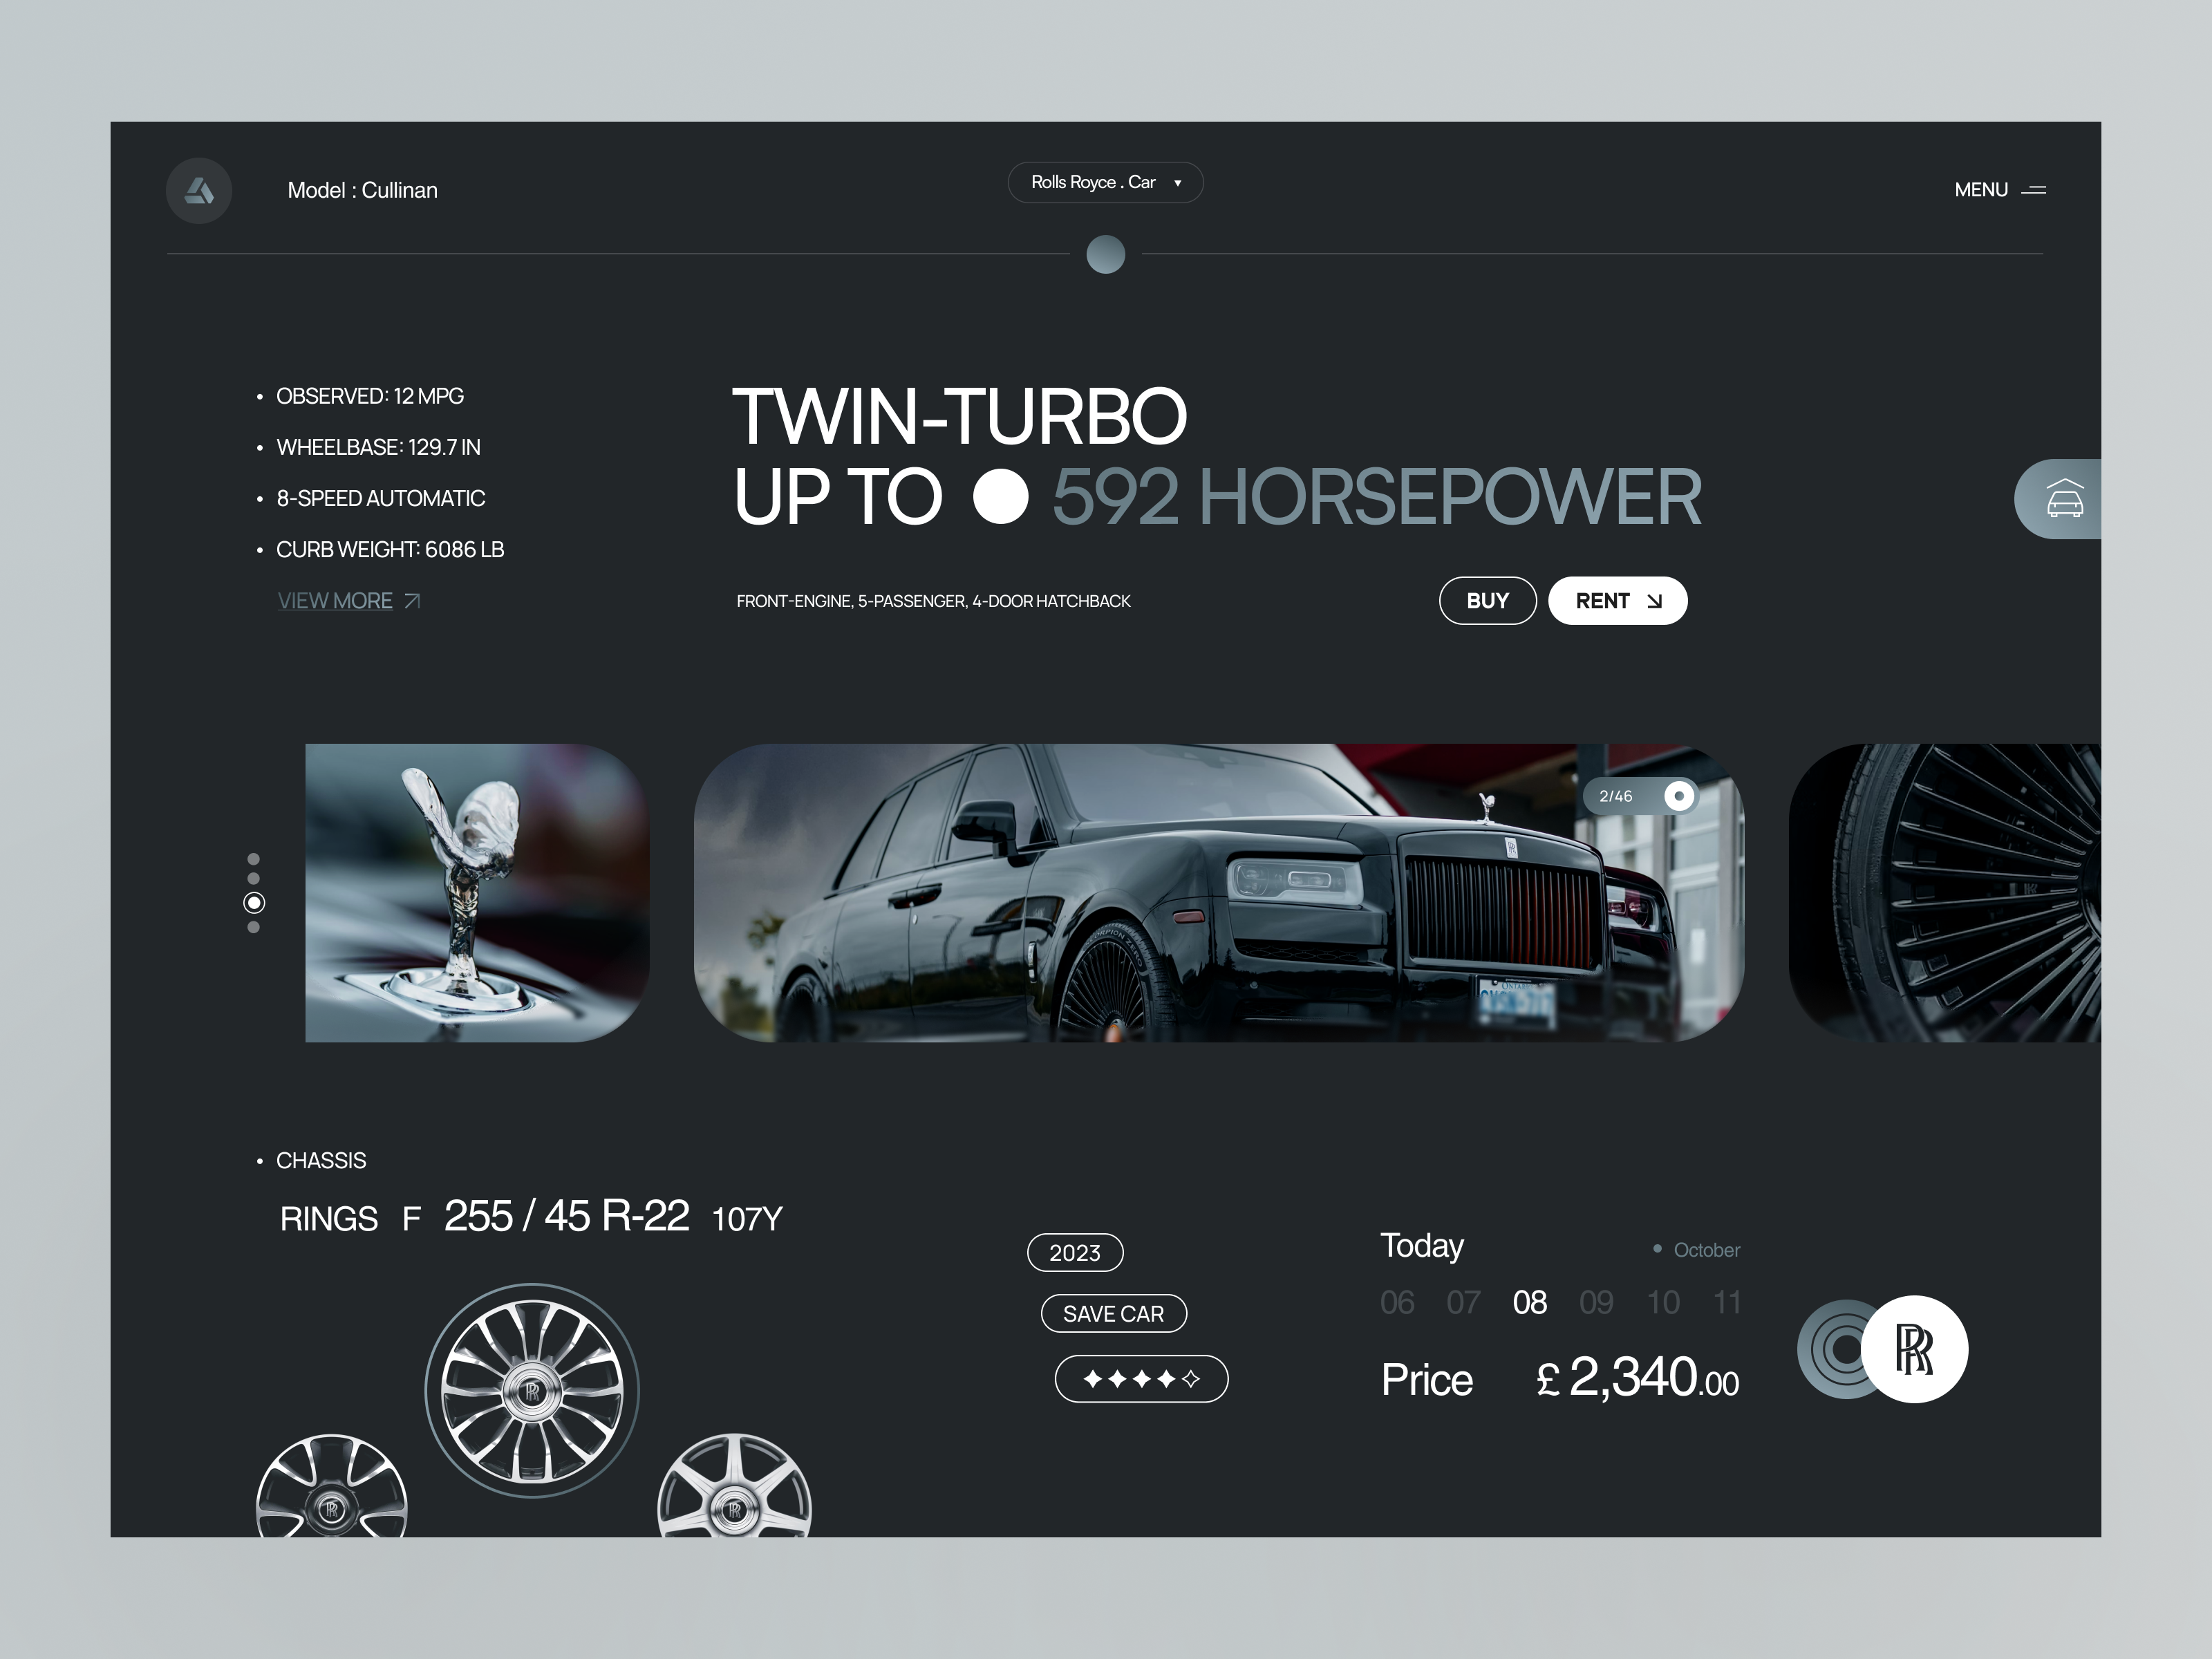 Model : Cullinan
Rolls Royce . Car
MENU
OBSERVED: 12 MPG
WHEELBASE: 129.7 IN
8-SPEED AUTOMATIC
CURB WEIGHT: 6086 LB
VIEW MORE
TWIN-TURBO
UP TO 592 HORSEPOWER
FRONT-ENGINE, 5-PASSENGER, 4-DOOR HATCHBACK
BUY
RENT
2/46
CHASSIS
RINGS F 255 / 45 R-22 107Y
2023
SAVE CAR
Today
October
06 07 08 09 10 11
Price £ 2,340.00
RR